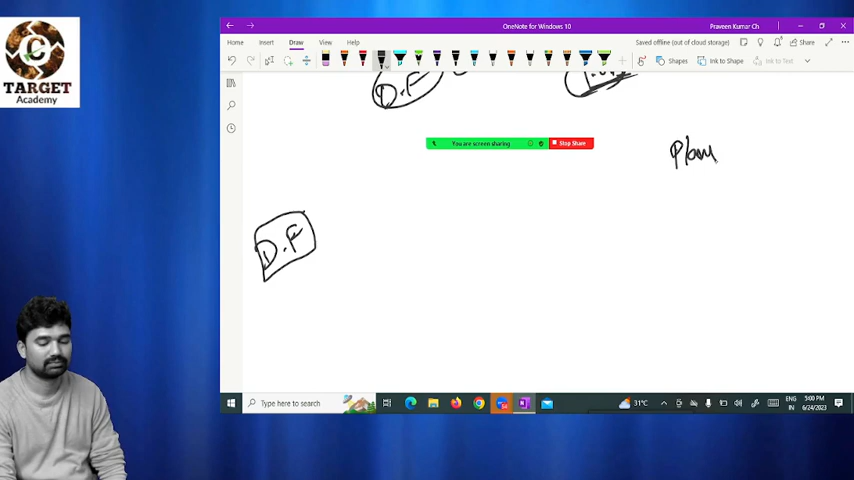 OneNote for Windows 10
Praveen Kumar Ch
TARGET
Academy
Home Insert Draw View Help
Saved offline (out of cloud storage)
Share
Shapes
Ink to Shape
Ink to Text
D.F
You are screen sharing
Stop Share
Plan
D.F
Type here to search
31°C
ENG
IN
5:00 PM
6/24/2023